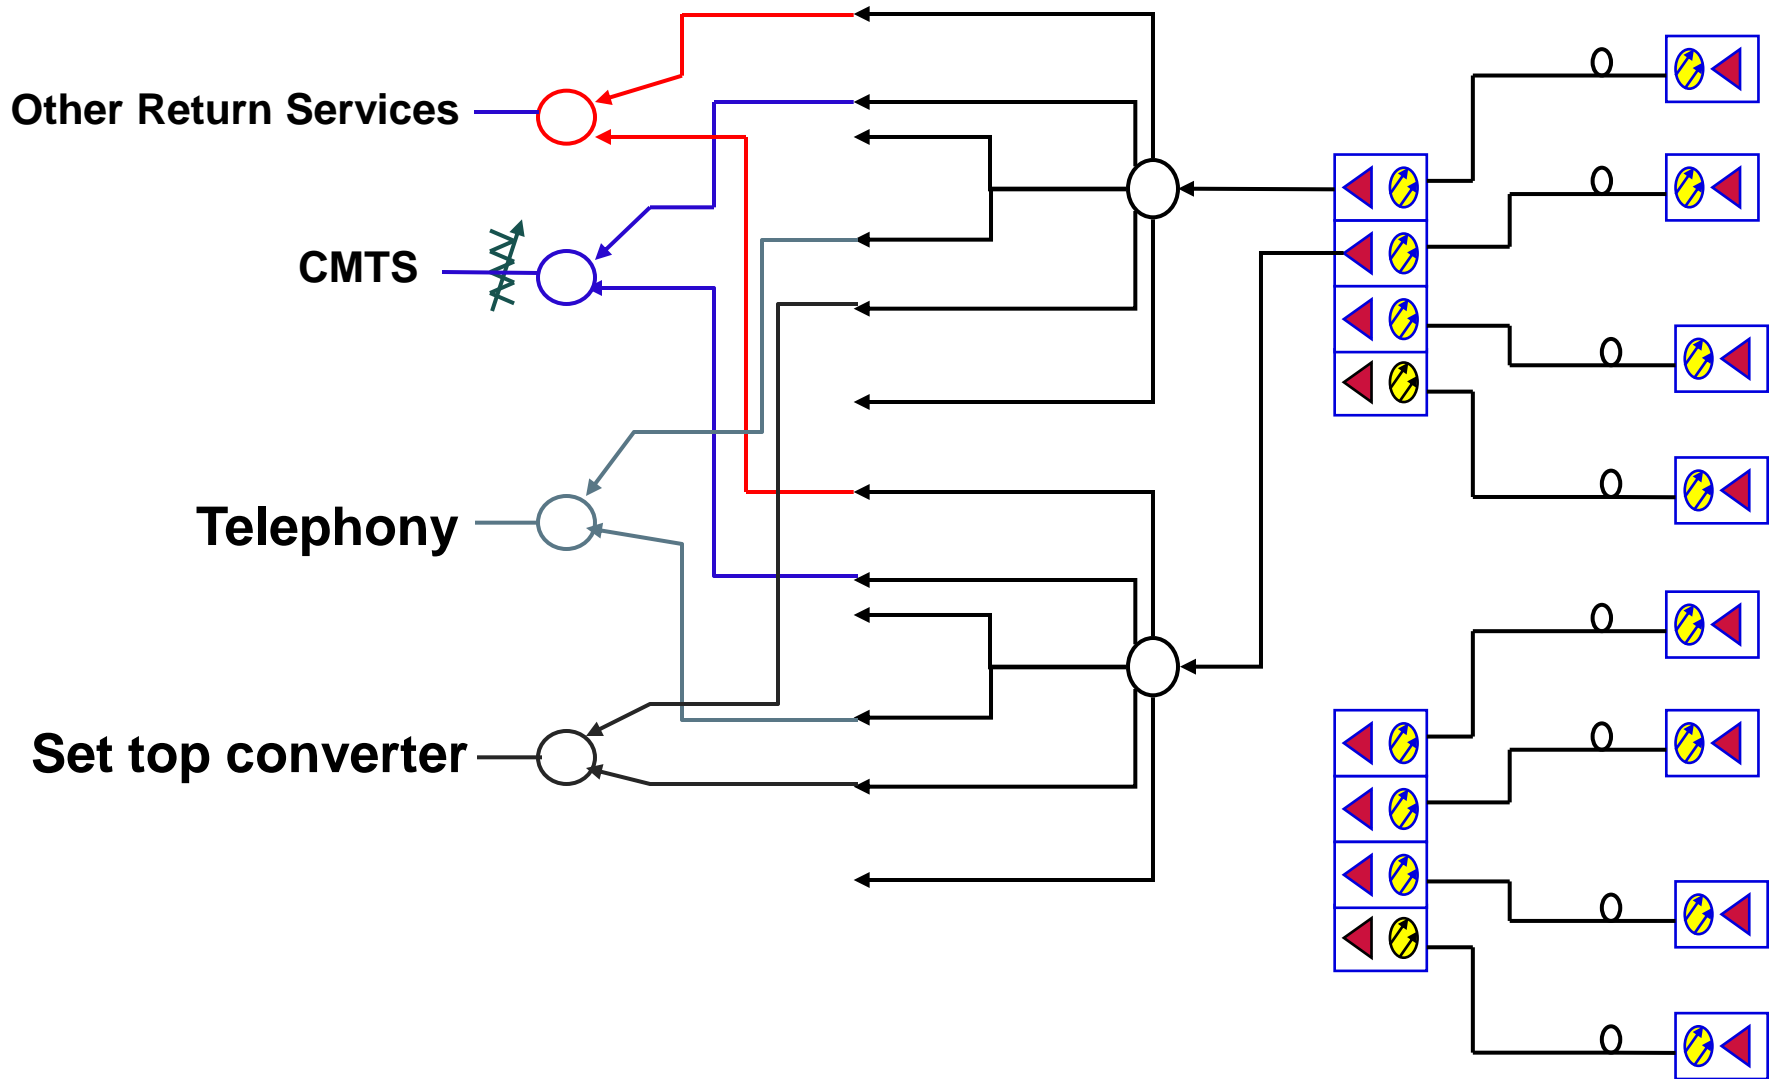 Other Return Services
CMTS
Telephony
Set top converter